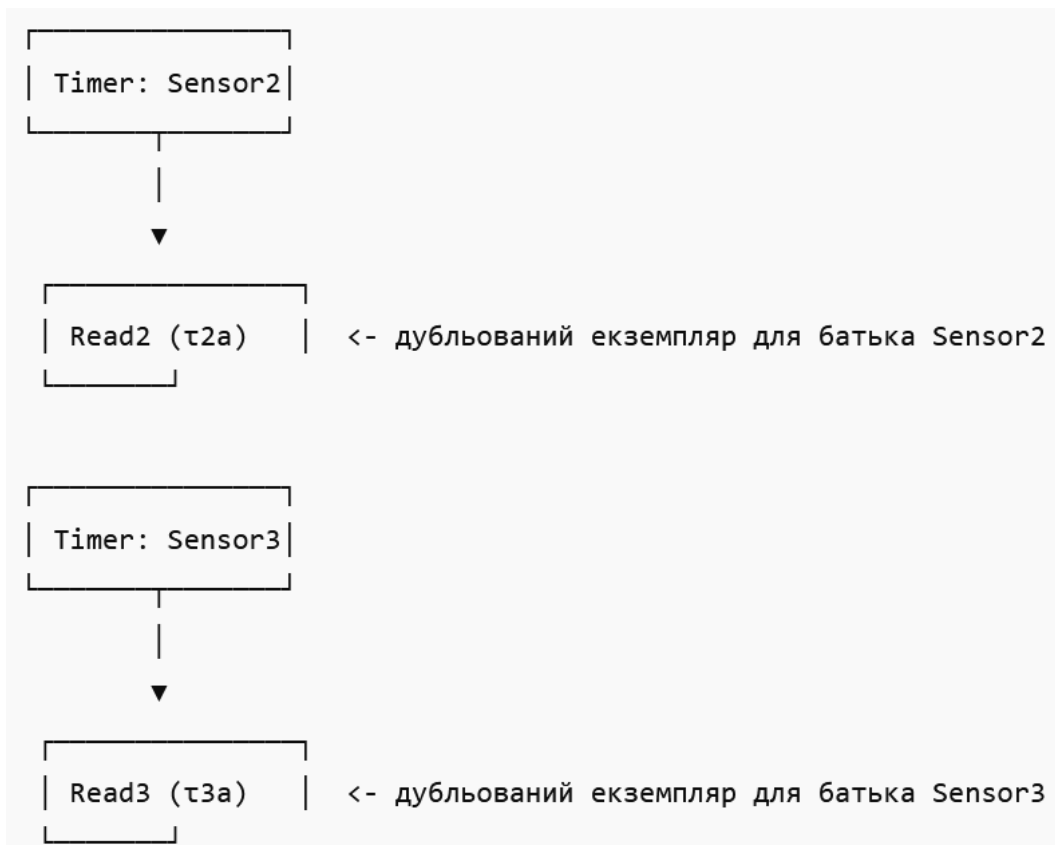 Timer: Sensor2
Read2 (τ2a) <- дубльований екземпляр для батька Sensor2
Timer: Sensor3
Read3 (τ3a) <- дубльований екземпляр для батька Sensor3